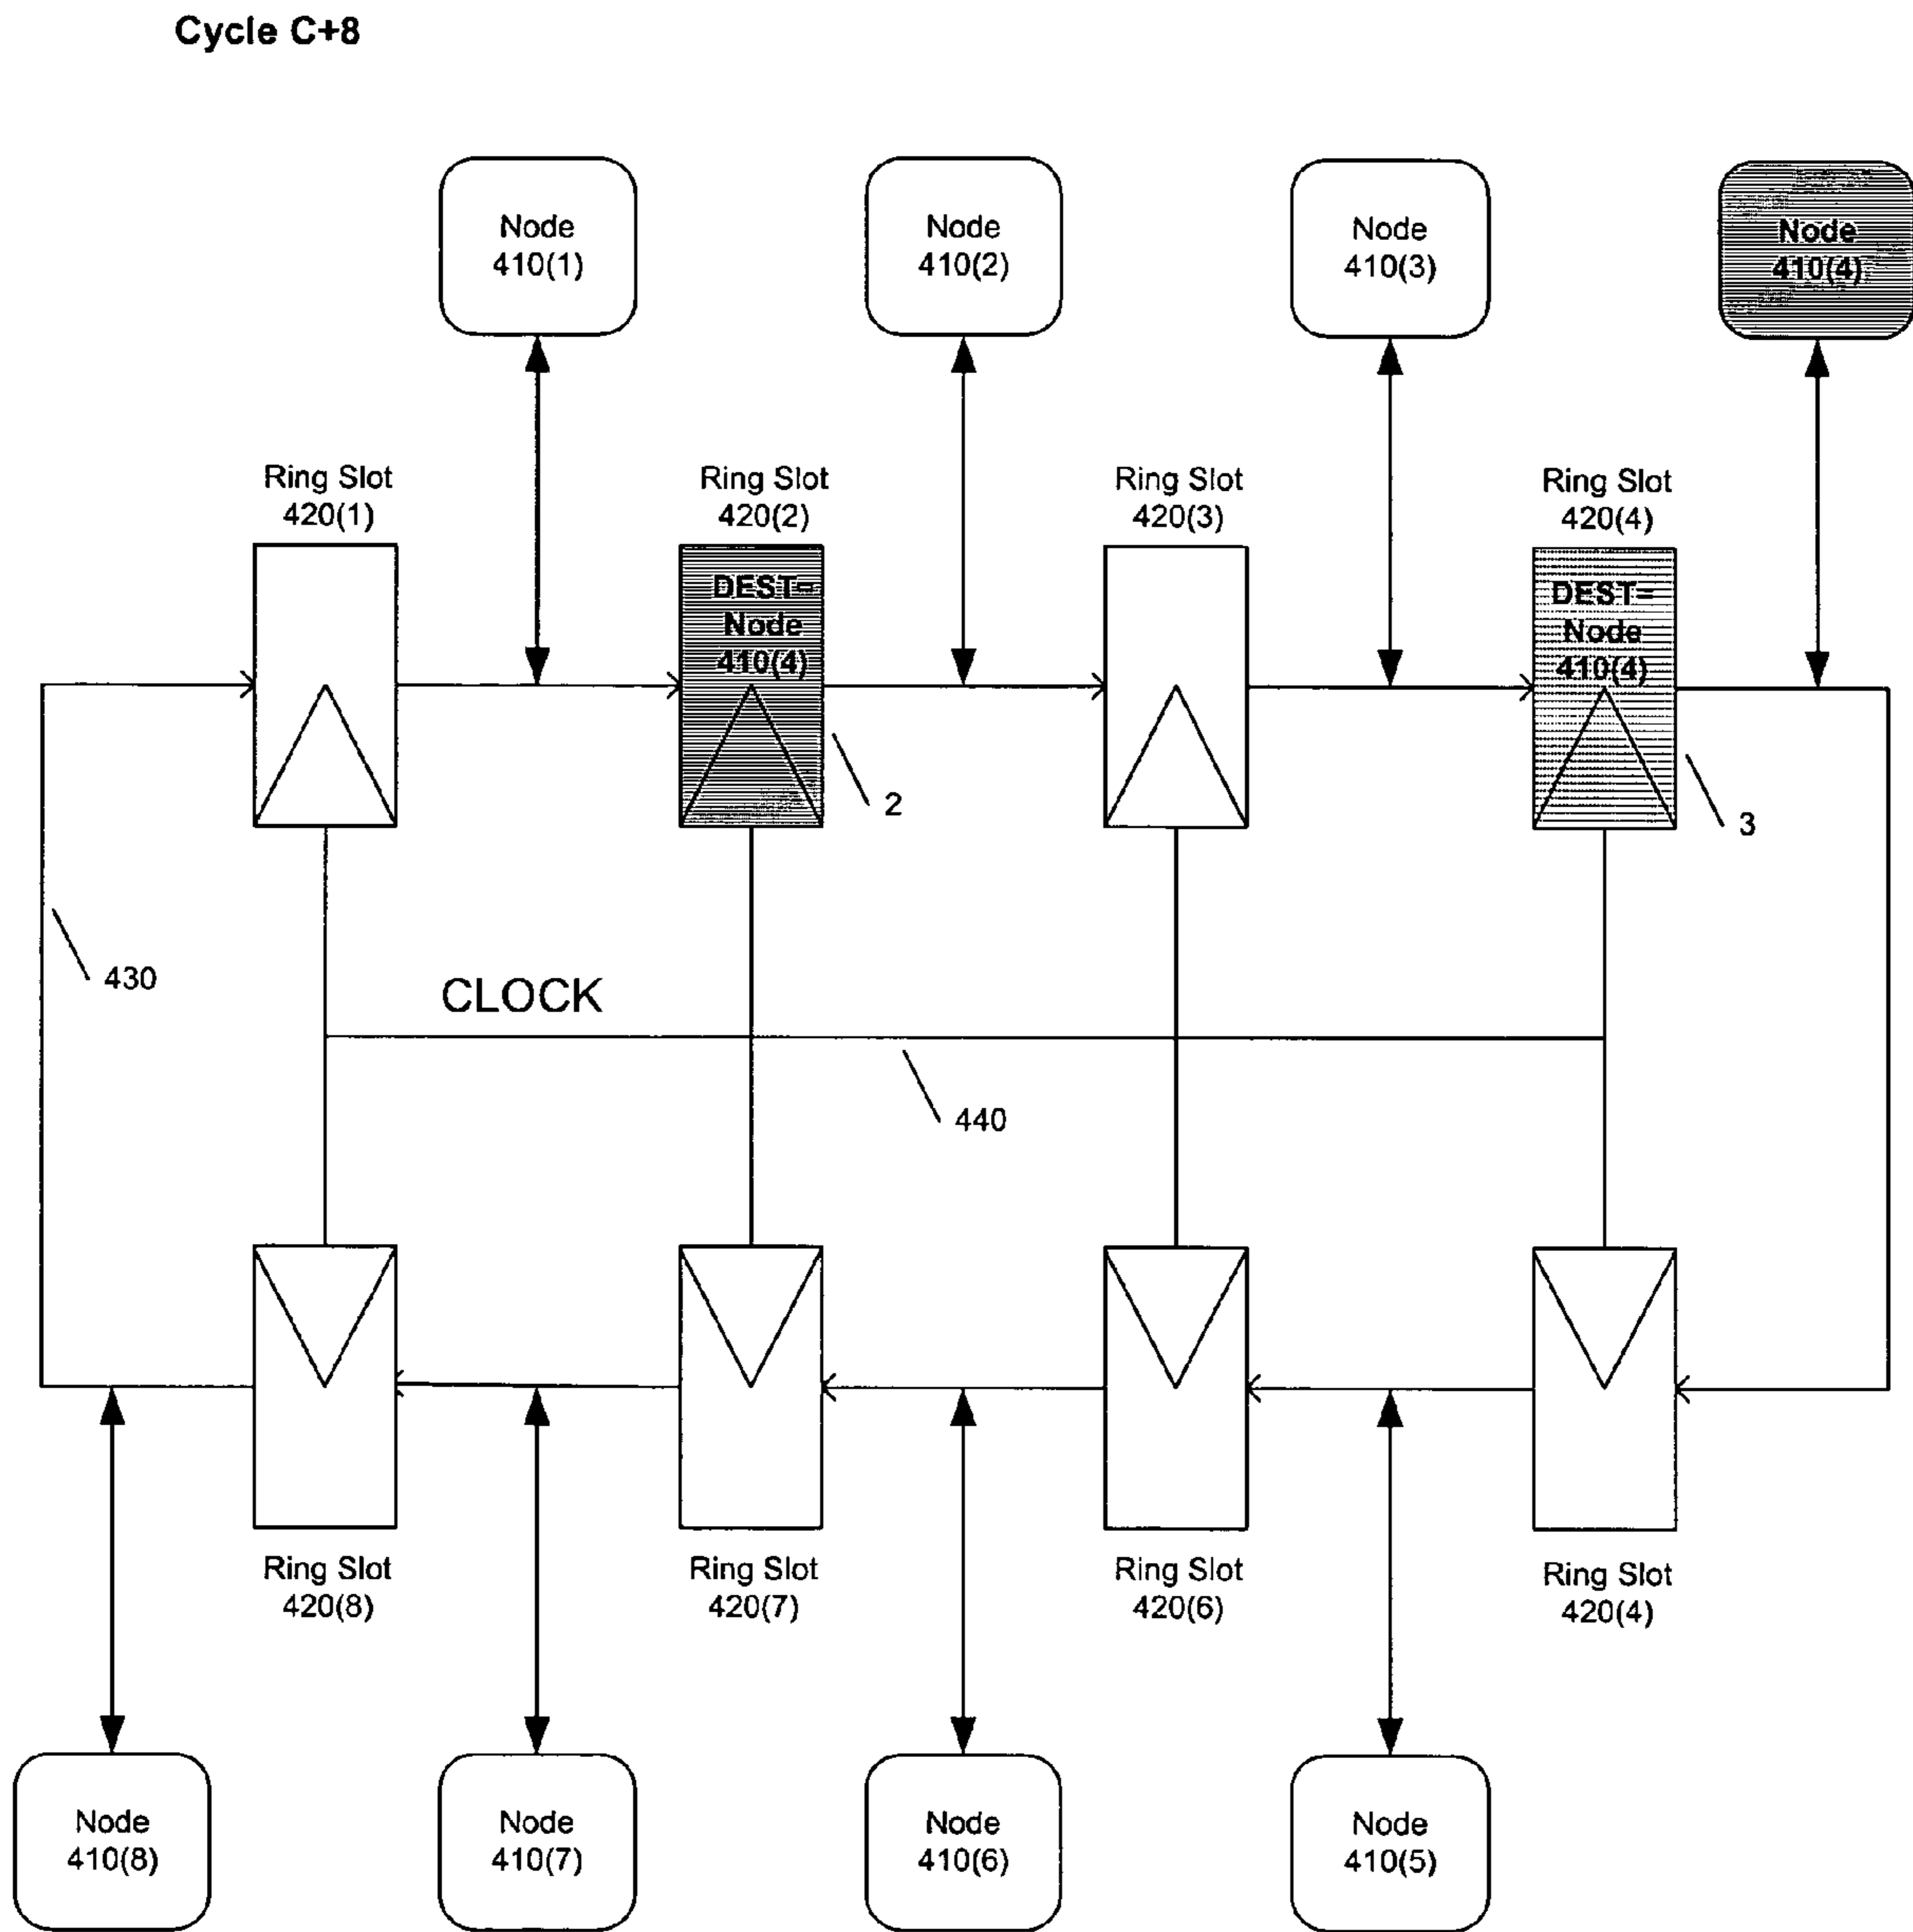 Cycle C+8
Node
410(1)
Node
410(2)
Node
410(3)
Node
410(4)
Ring Slot
420(1)
Ring Slot
420(2)
Ring Slot
420(3)
Ring Slot
420(4)
DEST=
Node
410(4)
DEST=
Node
410(4)
2
3
430
CLOCK
440
Ring Slot
420(8)
Ring Slot
420(7)
Ring Slot
420(6)
Ring Slot
420(4)
Node
410(8)
Node
410(7)
Node
410(6)
Node
410(5)